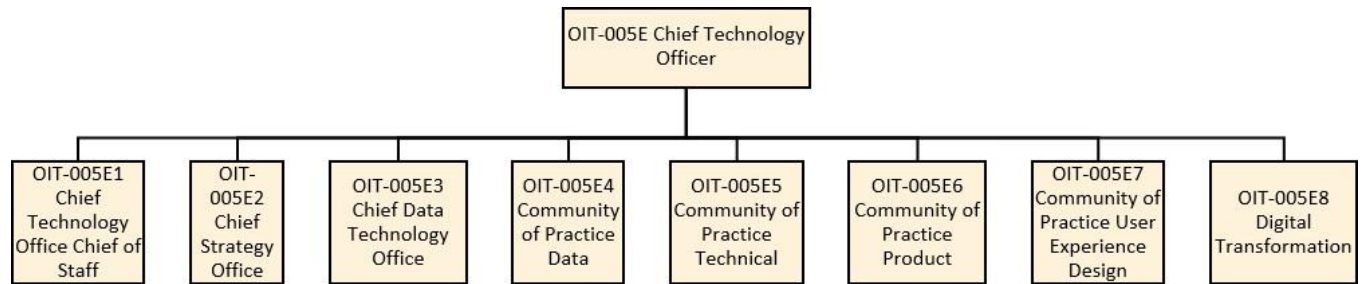 OIT-005E Chief Technology
Officer
OIT-005E1
Chief
Technology
Office Chief of
Staff
OIT-
005E2
Chief
Strategy
Office
OIT-005E3
Chief Data
Technology
Office
OIT-005E4
Community
of Practice
Data
OIT-005E5
Community of
Practice
Technical
OIT-005E6
Community of
Practice
Product
OIT-005E7
Community of
Practice User
Experience
Design
OIT-005E8
Digital
Transformation